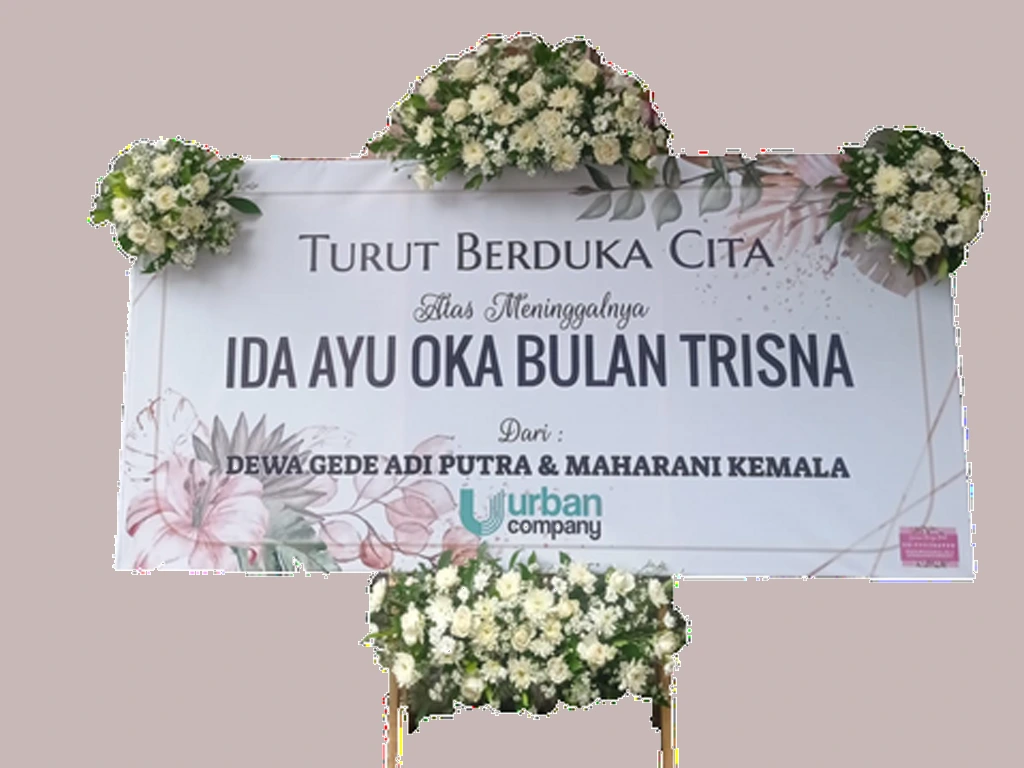 TURUT BERDUKA CITA
Atas Meninggalnya
IDA AYU OKA BULAN TRISNA
Dari :
DEWA GEDE ADI PUTRA & MAHARANI KEMALA
urban
company